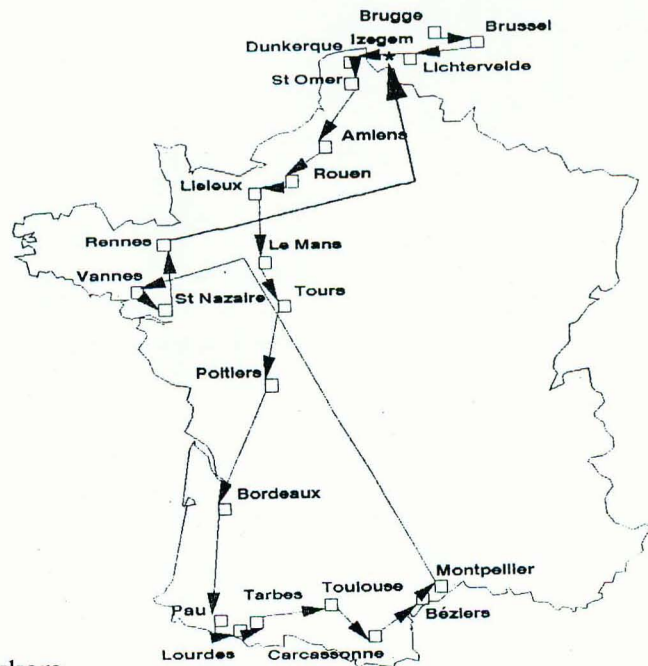 Brugge
Brussel
Izegem
Dunkerque
Lichtervelde
St Omer
Amiens
Rouen
Lisieux
Rennes
Le Mans
Vannes
St Nazaire
Tours
Poitiers
Bordeaux
Montpellier
Toulouse
Tarbes
Béziers
Pau
Lourdes
Carcassonne